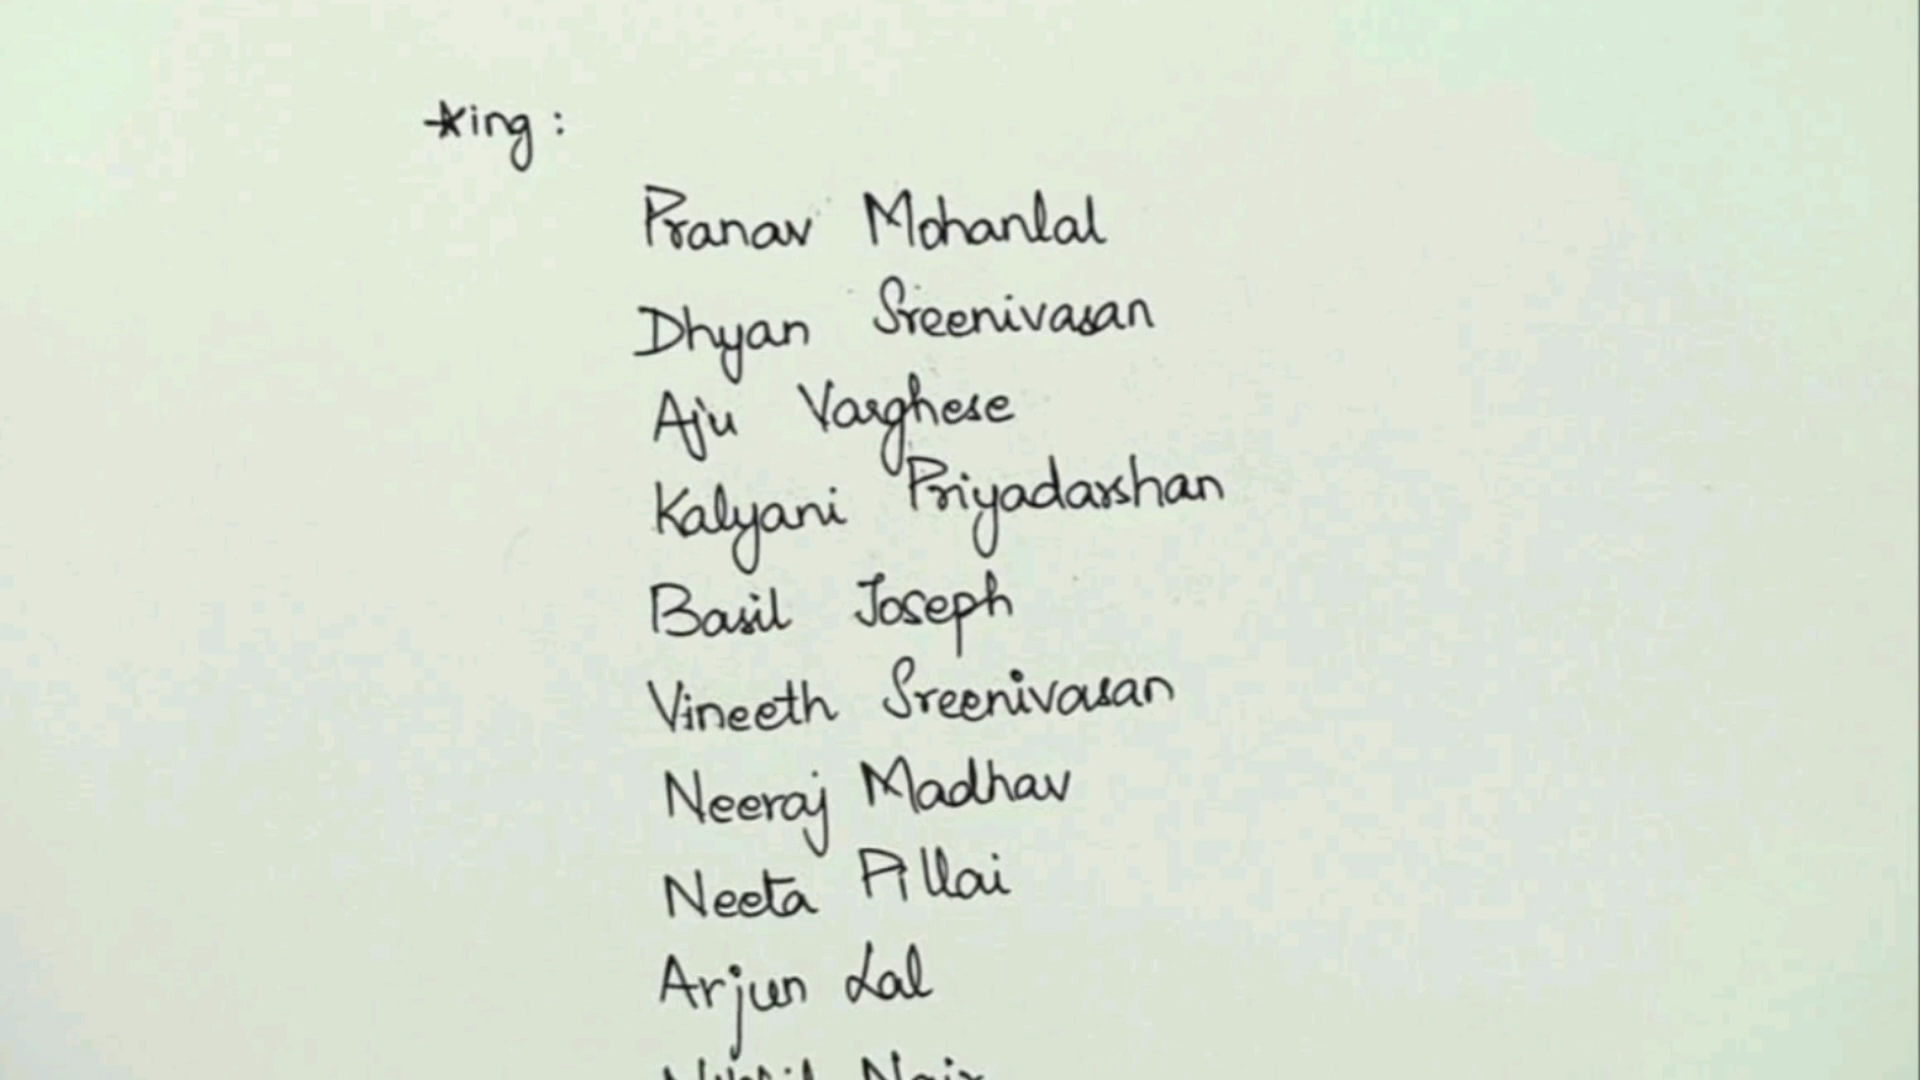 *ing :
Pranav Mohanlal
Dhyan Sreenivasan
Aju Varghese
Kalyani Priyadarshan
Basil Joseph
Vineeth Sreenivasan
Neeraj Madhav
Neeta Pillai
Arjun Lal
Nair